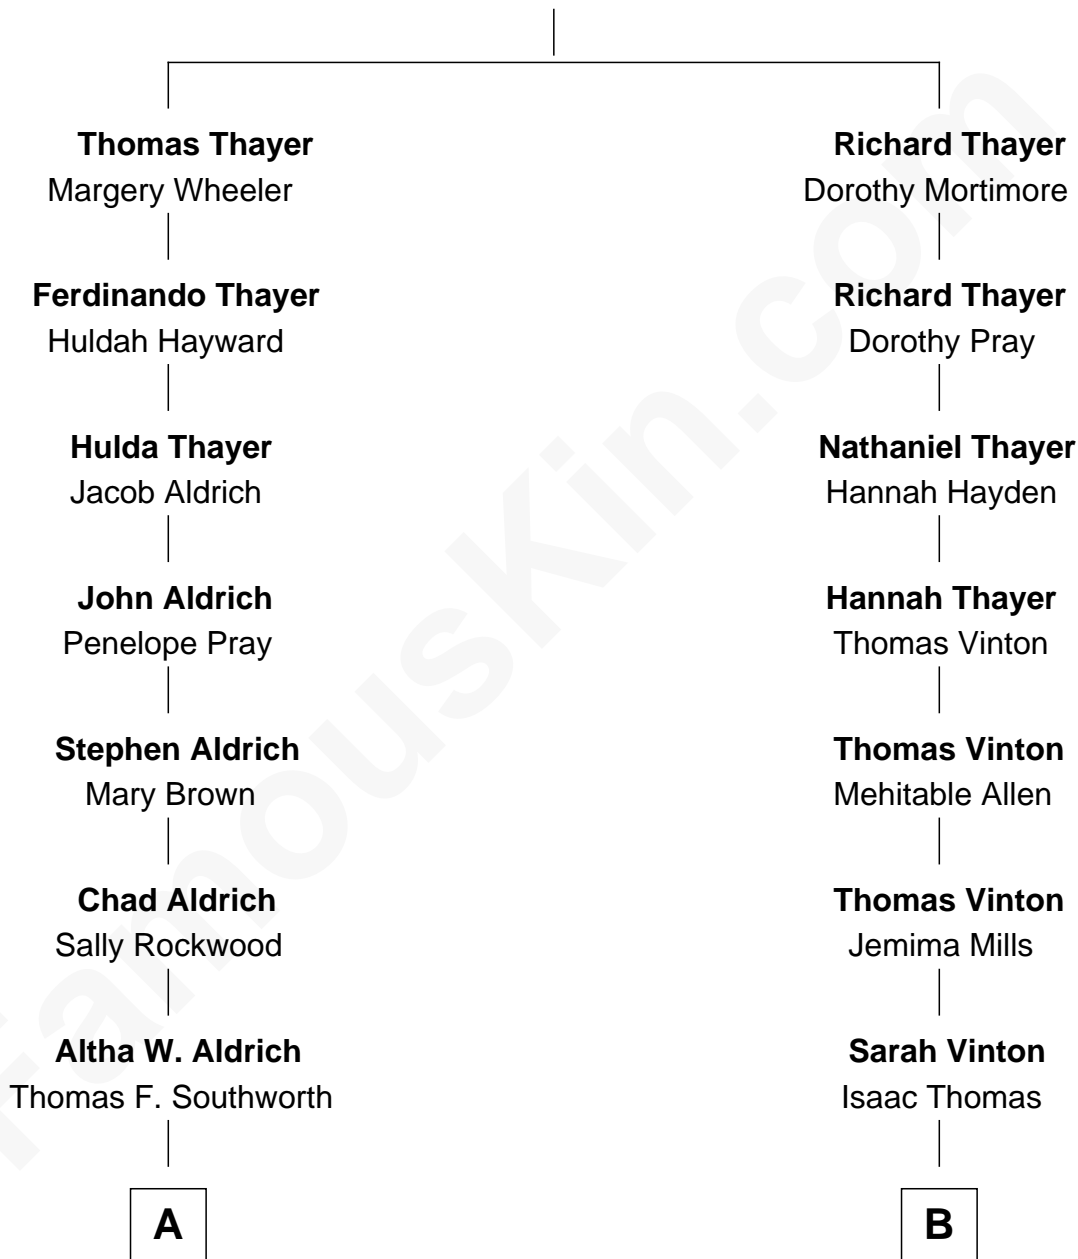 Thomas Thayer
Margery Wheeler
Ferdinando Thayer
Huldah Hayward
Hulda Thayer
Jacob Aldrich
John Aldrich
Penelope Pray
Stephen Aldrich
Mary Brown
Chad Aldrich
Sally Rockwood
Altha W. Aldrich
Thomas F. Southworth
A
Richard Thayer
Dorothy Mortimore
Richard Thayer
Dorothy Pray
Nathaniel Thayer
Hannah Hayden
Hannah Thayer
Thomas Vinton
Thomas Vinton
Mehitable Allen
Thomas Vinton
Jemima Mills
Sarah Vinton
Isaac Thomas
B
FamousKin.com